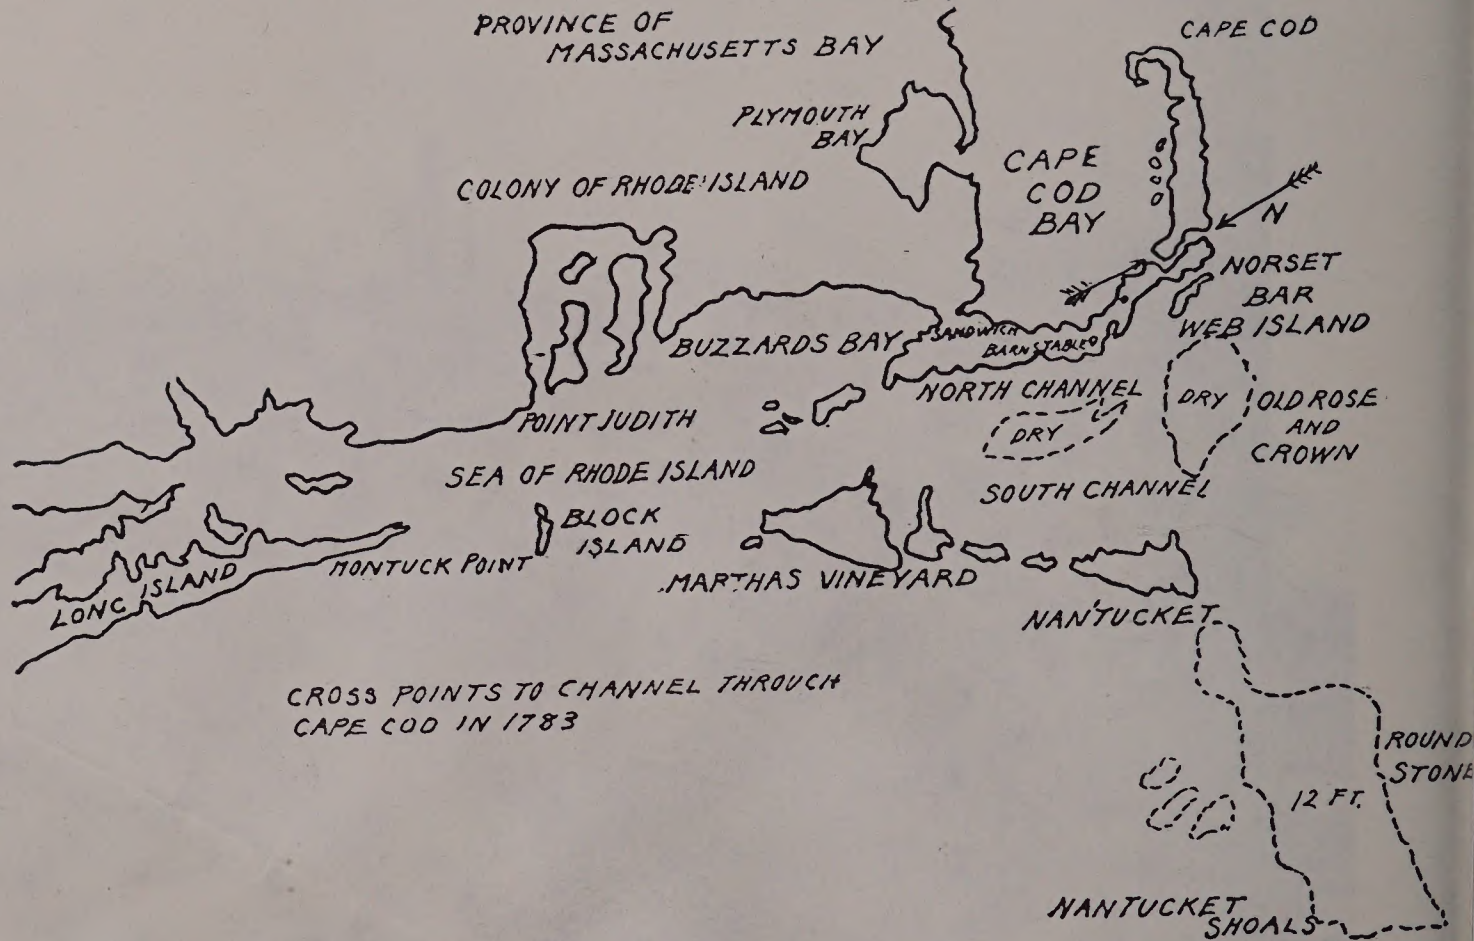 PROVINCE OF
MASSACHUSETTS BAY
CAPE COD
PLYMOUTH
BAY
CAPE
COD
BAY
COLONY OF RHODE ISLAND
N
NORSET
BAR
WEB ISLAND
BUZZARDS BAY
SANDWICH
BARNSTABLE
NORTH CHANNEL
DRY
OLD ROSE
AND
CROWN
POINT JUDITH
DRY
SEA OF RHODE ISLAND
SOUTH CHANNEL
BLOCK
ISLAND
MONTUCK POINT
MARTHAS VINEYARD
LONG ISLAND
NANTUCKET
CROSS POINTS TO CHANNEL THROUGH
CAPE COD IN 1783
ROUND
STONE
12 FT.
NANTUCKET
SHOALS